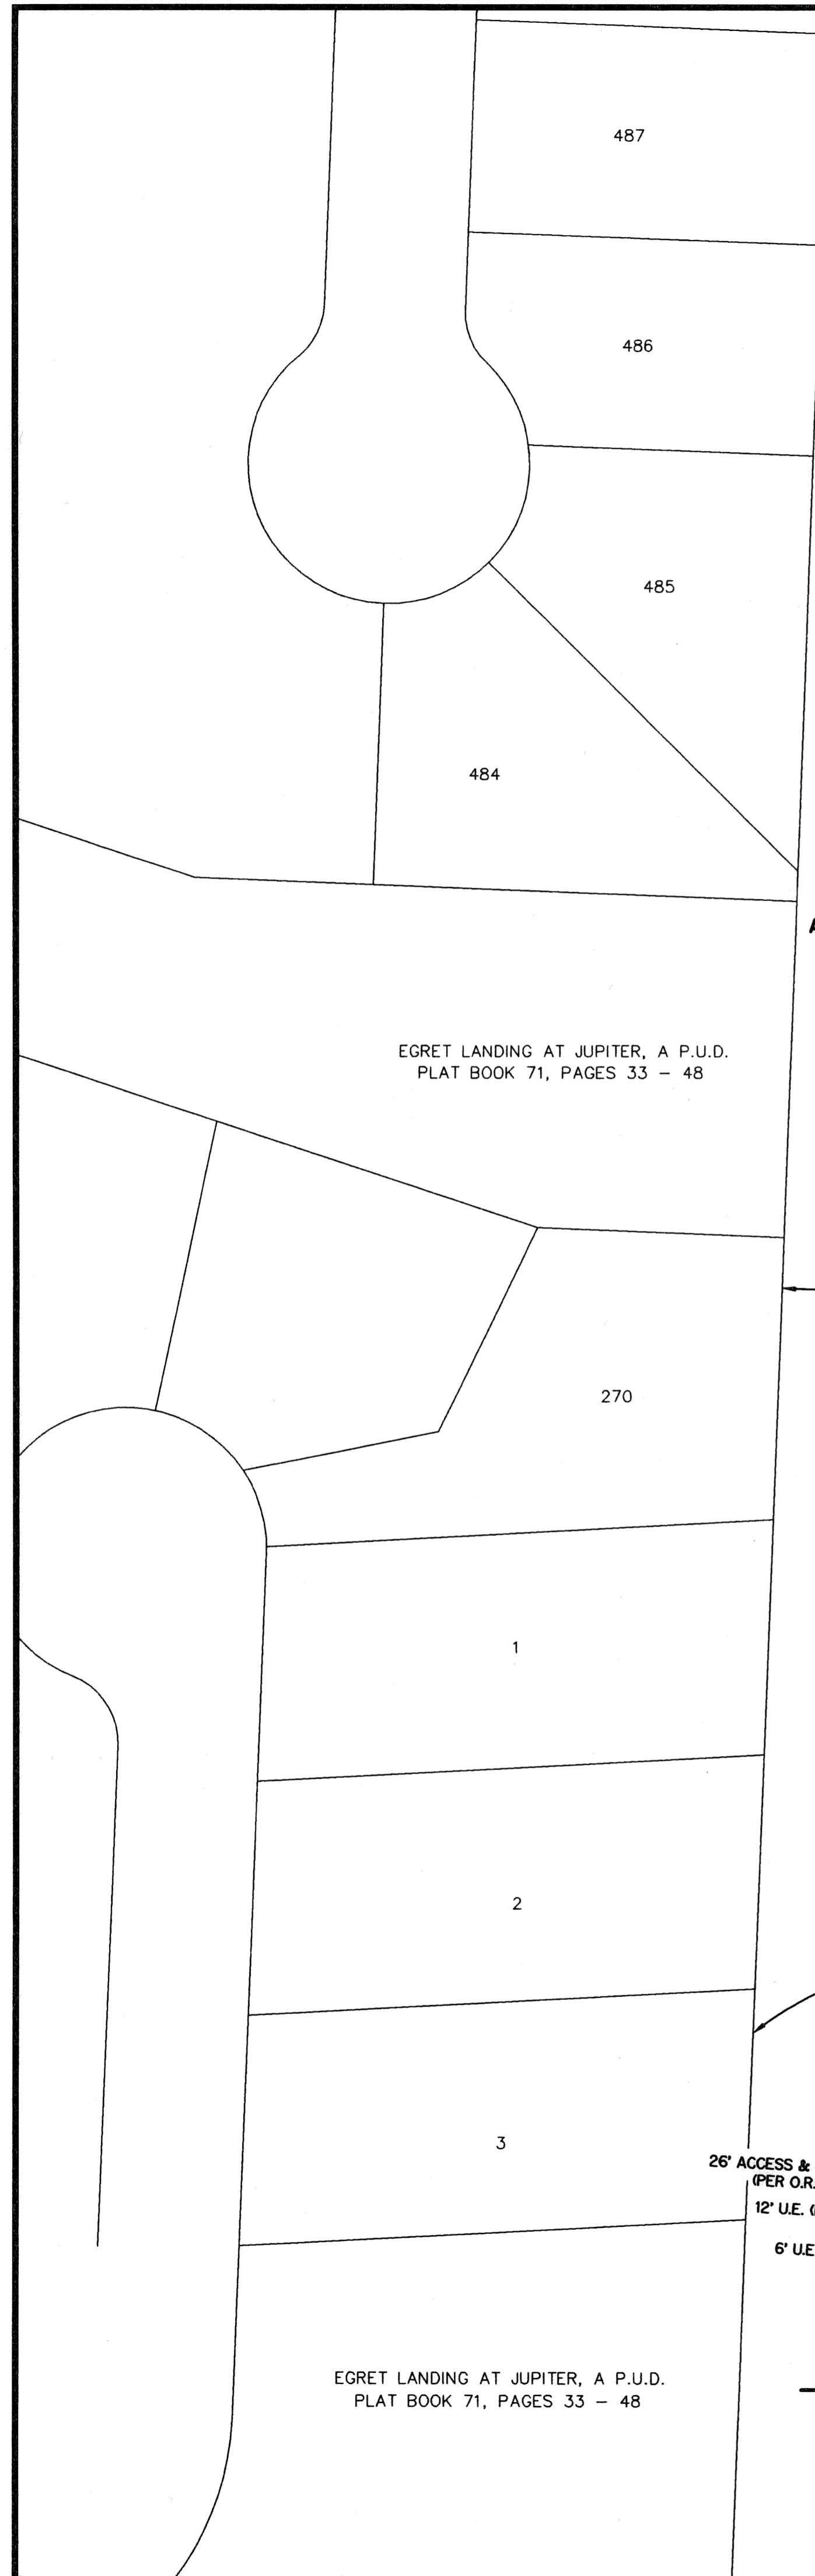 487
486
485
484
EGRET LANDING AT JUPITER, A P.U.D.
PLAT BOOK 71, PAGES 33 – 48
270
1
2
3
26' ACCESS &
(PER O.R.
12' U.E.
6' U.E
EGRET LANDING AT JUPITER, A P.U.D.
PLAT BOOK 71, PAGES 33 – 48